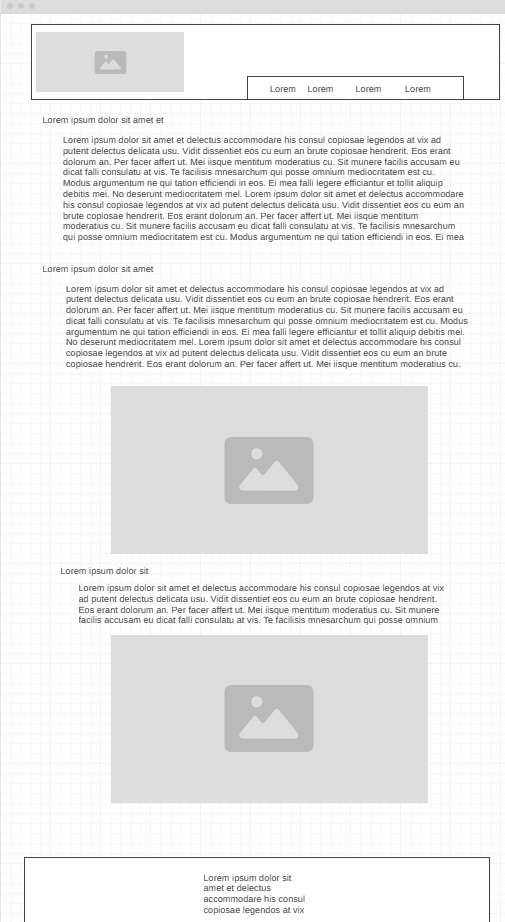 Lorem Lorem Lorem Lorem
Lorem ipsum dolor sit amet et
Lorem ipsum dolor sit amet et delectus accommodare his consul copiosae legendos at vix ad
putent delectus delicata usu. Vidit dissentiet eos cu eum an brute copiosae hendrerit. Eos erant
dolorum an. Per facer affert ut. Mei iisque mentitum moderatius cu. Sit munere facilis accusam eu
dicat falli consulatu at vis. Te facilisis mnesarchum qui posse omnium mediocritatem est cu.
Modus argumentum ne qui tation efficiendi in eos. Ei mea falli legere efficiantur et tollit aliquip
debitis mei. No deserunt mediocritatem mel. Lorem ipsum dolor sit amet et delectus accommodare
his consul copiosae legendos at vix ad putent delectus delicata usu. Vidit dissentiet eos cu eum an
brute copiosae hendrerit. Eos erant dolorum an. Per facer affert ut. Mei iisque mentitum
moderatius cu. Sit munere facilis accusam eu dicat falli consulatu at vis. Te facilisis mnesarchum
qui posse omnium mediocritatem est cu. Modus argumentum ne qui tation efficiendi in eos. Ei mea
Lorem ipsum dolor sit amet
Lorem ipsum dolor sit amet et delectus accommodare his consul copiosae legendos at vix ad
putent delectus delicata usu. Vidit dissentiet eos cu eum an brute copiosae hendrerit. Eos erant
dolorum an. Per facer affert ut. Mei iisque mentitum moderatius cu. Sit munere facilis accusam eu
dicat falli consulatu at vis. Te facilisis mnesarchum qui posse omnium mediocritatem est cu. Modus
argumentum ne qui tation efficiendi in eos. Ei mea falli legere efficiantur et tollit aliquip debitis mei.
No deserunt mediocritatem mel. Lorem ipsum dolor sit amet et delectus accommodare his consul
copiosae legendos at vix ad putent delectus delicata usu. Vidit dissentiet eos cu eum an brute
copiosae hendrerit. Eos erant dolorum an. Per facer affert ut. Mei iisque mentitum moderatius cu.
Lorem ipsum dolor sit
Lorem ipsum dolor sit amet et delectus accommodare his consul copiosae legendos at vix
ad putent delectus delicata usu. Vidit dissentiet eos cu eum an brute copiosae hendrerit.
Eos erant dolorum an. Per facer affert ut. Mei iisque mentitum moderatius cu. Sit munere
facilis accusam eu dicat falli consulatu at vis. Te facilisis mnesarchum qui posse omnium
Lorem ipsum dolor sit
amet et delectus
accommodare his consul
copiosae legendos at vix